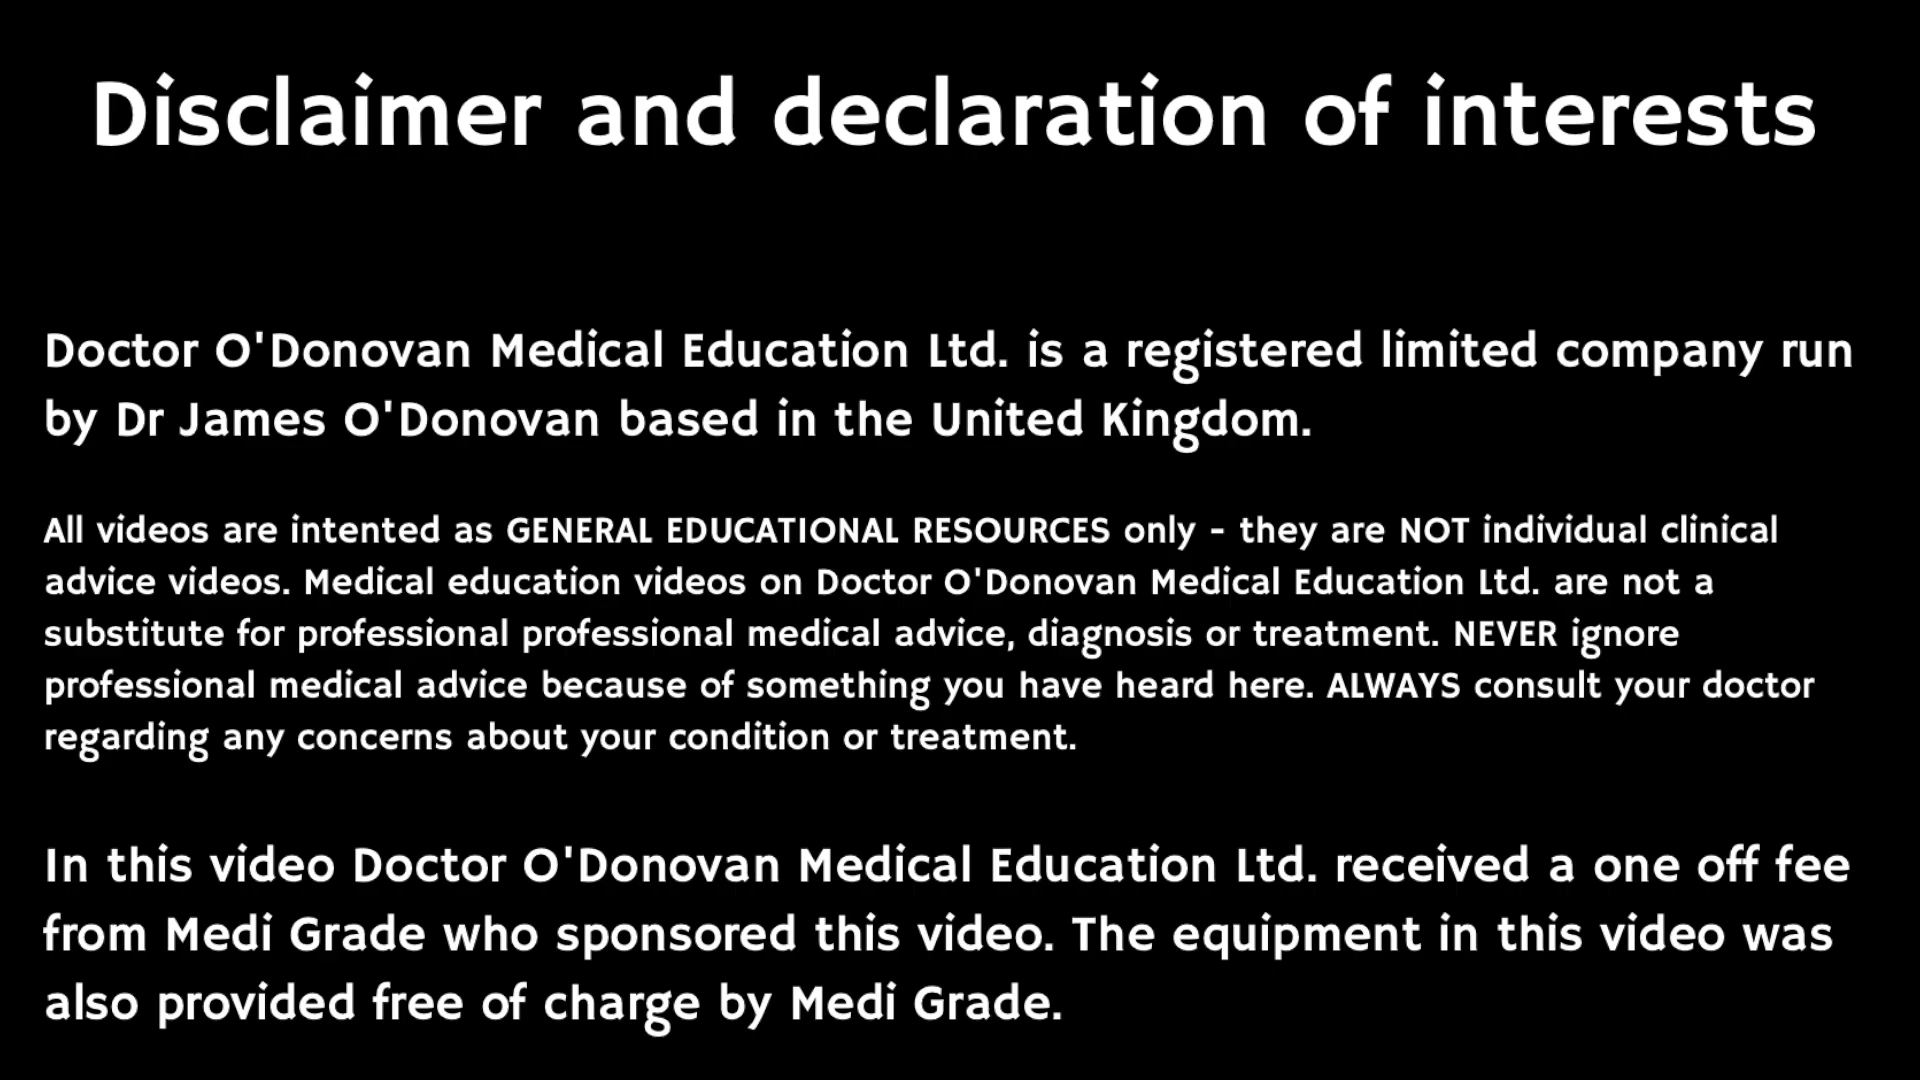 Disclaimer and declaration of interests
Doctor O'Donovan Medical Education Ltd. is a registered limited company run
by Dr James O'Donovan based in the United Kingdom.
All videos are intented as GENERAL EDUCATIONAL RESOURCES only - they are NOT individual clinical
advice videos. Medical education videos on Doctor O'Donovan Medical Education Ltd. are not a
substitute for professional professional medical advice, diagnosis or treatment. NEVER ignore
professional medical advice because of something you have heard here. ALWAYS consult your doctor
regarding any concerns about your condition or treatment.
In this video Doctor O'Donovan Medical Education Ltd. received a one off fee
from Medi Grade who sponsored this video. The equipment in this video was
also provided free of charge by Medi Grade.